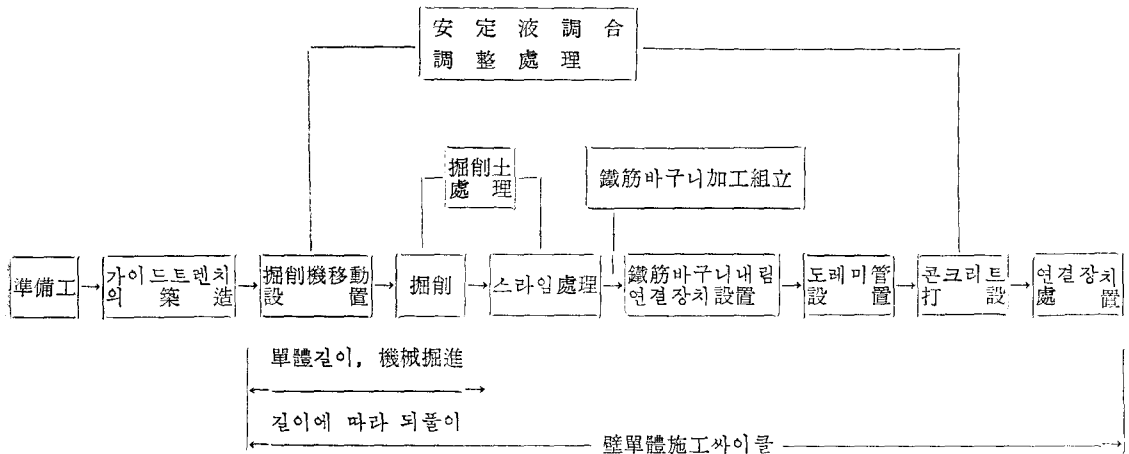 安定液調合
調整處理
掘削土
處理
鐵筋바구니加工組立
準備工
가이드트렌치
의築造
掘削機移動
設置
掘削
스라임處理
鐵筋바구니내림
연결장치設置
도레미管
設置
콘크리트
打設
연결장치
處置
單體길이, 機械掘進
길이에 따라 되풀이
壁單體施工싸이클